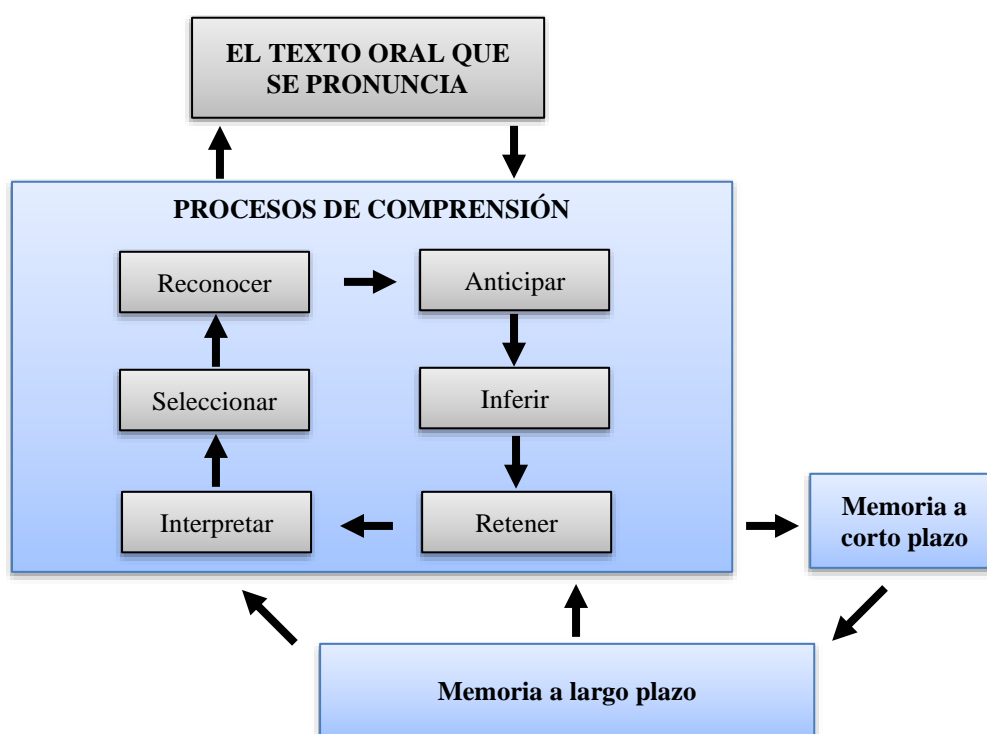 EL TEXTO ORAL QUE
SE PRONUNCIA
PROCESOS DE COMPRENSIÓN
Reconocer
Anticipar
Seleccionar
Inferir
Interpretar
Retener
Memoria a
corto plazo
Memoria a largo plazo